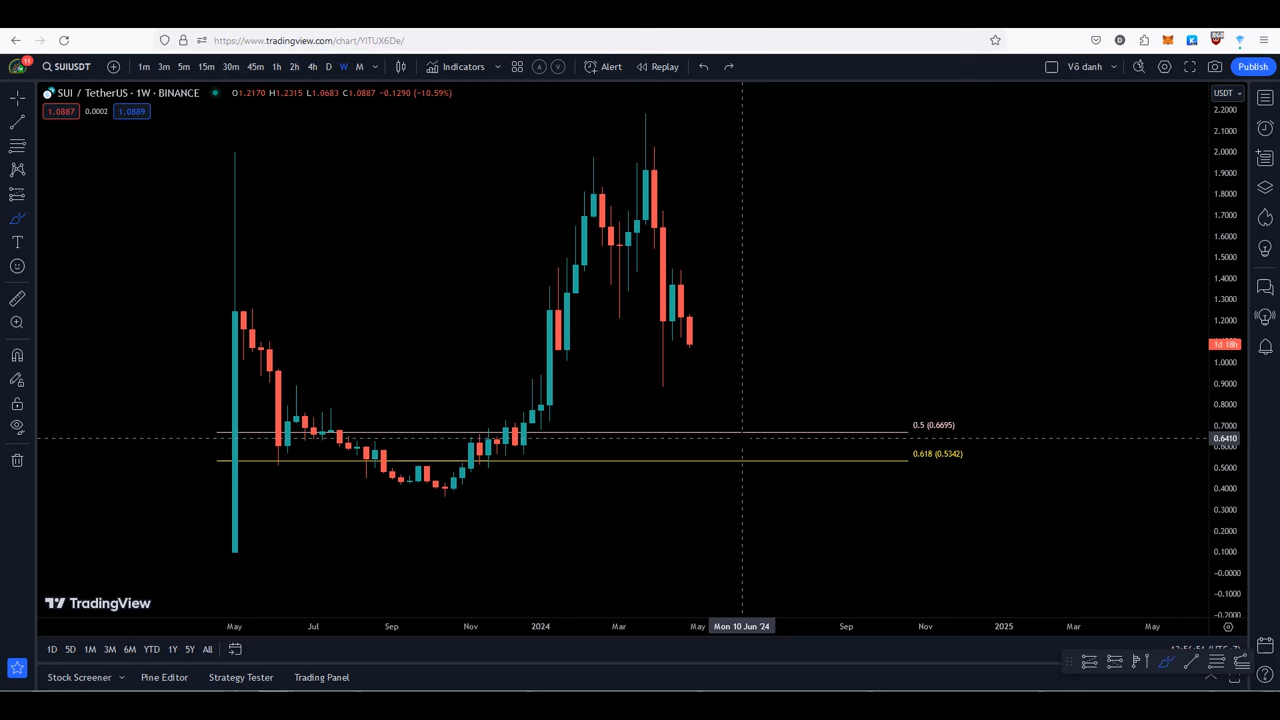 https://www.tradingview.com/chart/YITUX6De/
11
SUIUSDT
1m 3m 5m 15m 30m 45m 1h 2h 4h D W M
Indicators
Alert
Replay
Vô danh
Publish
SUI / TetherUS · 1W · BINANCE
O1.2170 H1.2315 L1.0683 C1.0887 −0.1290 (−10.59%)
1.0887 0.0002 1.0889
USDT
2.2000
2.1000
2.0000
1.9000
1.8000
1.7000
1.6000
1.5000
1.4000
1.3000
1.2000
1d 18h
1.0000
0.9000
0.8000
0.7000
0.6410
0.6000
0.5000
0.4000
0.3000
0.2000
0.1000
−0.0000
−0.1000
−0.2000
0.5 (0.6695)
0.618 (0.5342)
TradingView
May Jul Sep Nov 2024 Mar May Mon 10 Jun '24 Sep Nov 2025 Mar May
1D 5D 1M 3M 6M YTD 1Y 5Y All
Stock Screener
Pine Editor
Strategy Tester
Trading Panel